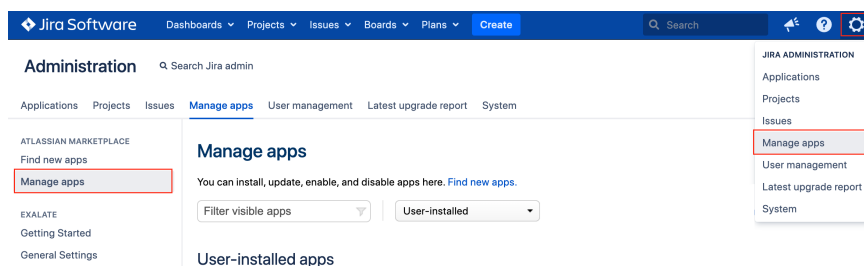 Jira Software Dashboards Projects Issues Boards Plans Create Search
Administration Search Jira admin
Applications Projects Issues Manage apps User management Latest upgrade report System
ATLASSIAN MARKETPLACE
Find new apps
Manage apps
EXALATE
Getting Started
General Settings
Manage apps
You can install, update, enable, and disable apps here. Find new apps.
Filter visible apps User-installed
User-installed apps
JIRA ADMINISTRATION
Applications
Projects
Issues
Manage apps
User management
Latest upgrade report
System